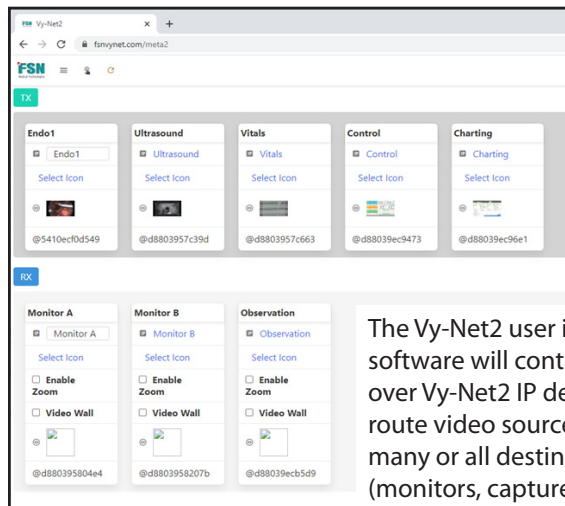 FSN Vy-Net2
fsnvynet.com/meta2
FSN
TX
Endo1 Ultrasound Vitals Control Charting
Endo1 Ultrasound Vitals Control Charting
Select Icon Select Icon Select Icon Select Icon Select Icon
@5410ecf0d549 @d8803957c39d @d8803957c663 @d88039ec9473 @d88039ec96e1
RX
Monitor A Monitor B Observation
Monitor A Monitor B Observation
Select Icon Select Icon Select Icon
Enable Zoom Enable Zoom Enable Zoom
Video Wall Video Wall Video Wall
@d880395804e4 @d8803958207b @d88039ecb5d9
The Vy-Net2 user i
software will cont
over Vy-Net2 IP de
route video source
many or all destin
(monitors, capture